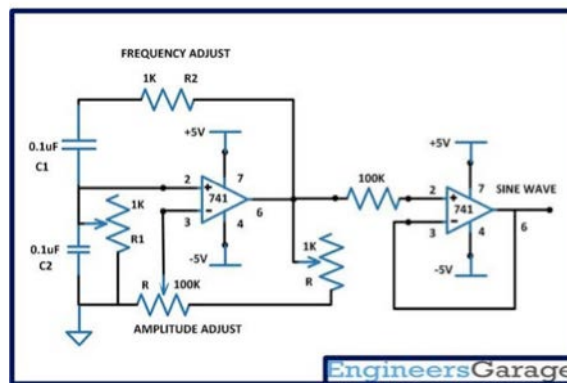 FREQUENCY ADJUST
1K R2
+5V
+5V
0.1uF
C1
2
7
741
6
3
4
100K
2
7
SINE WAVE
741
6
3
4
1K
R1
0.1uF
C2
-5V
1K
R
-5V
R 100K
AMPLITUDE ADJUST
EngineersGarage